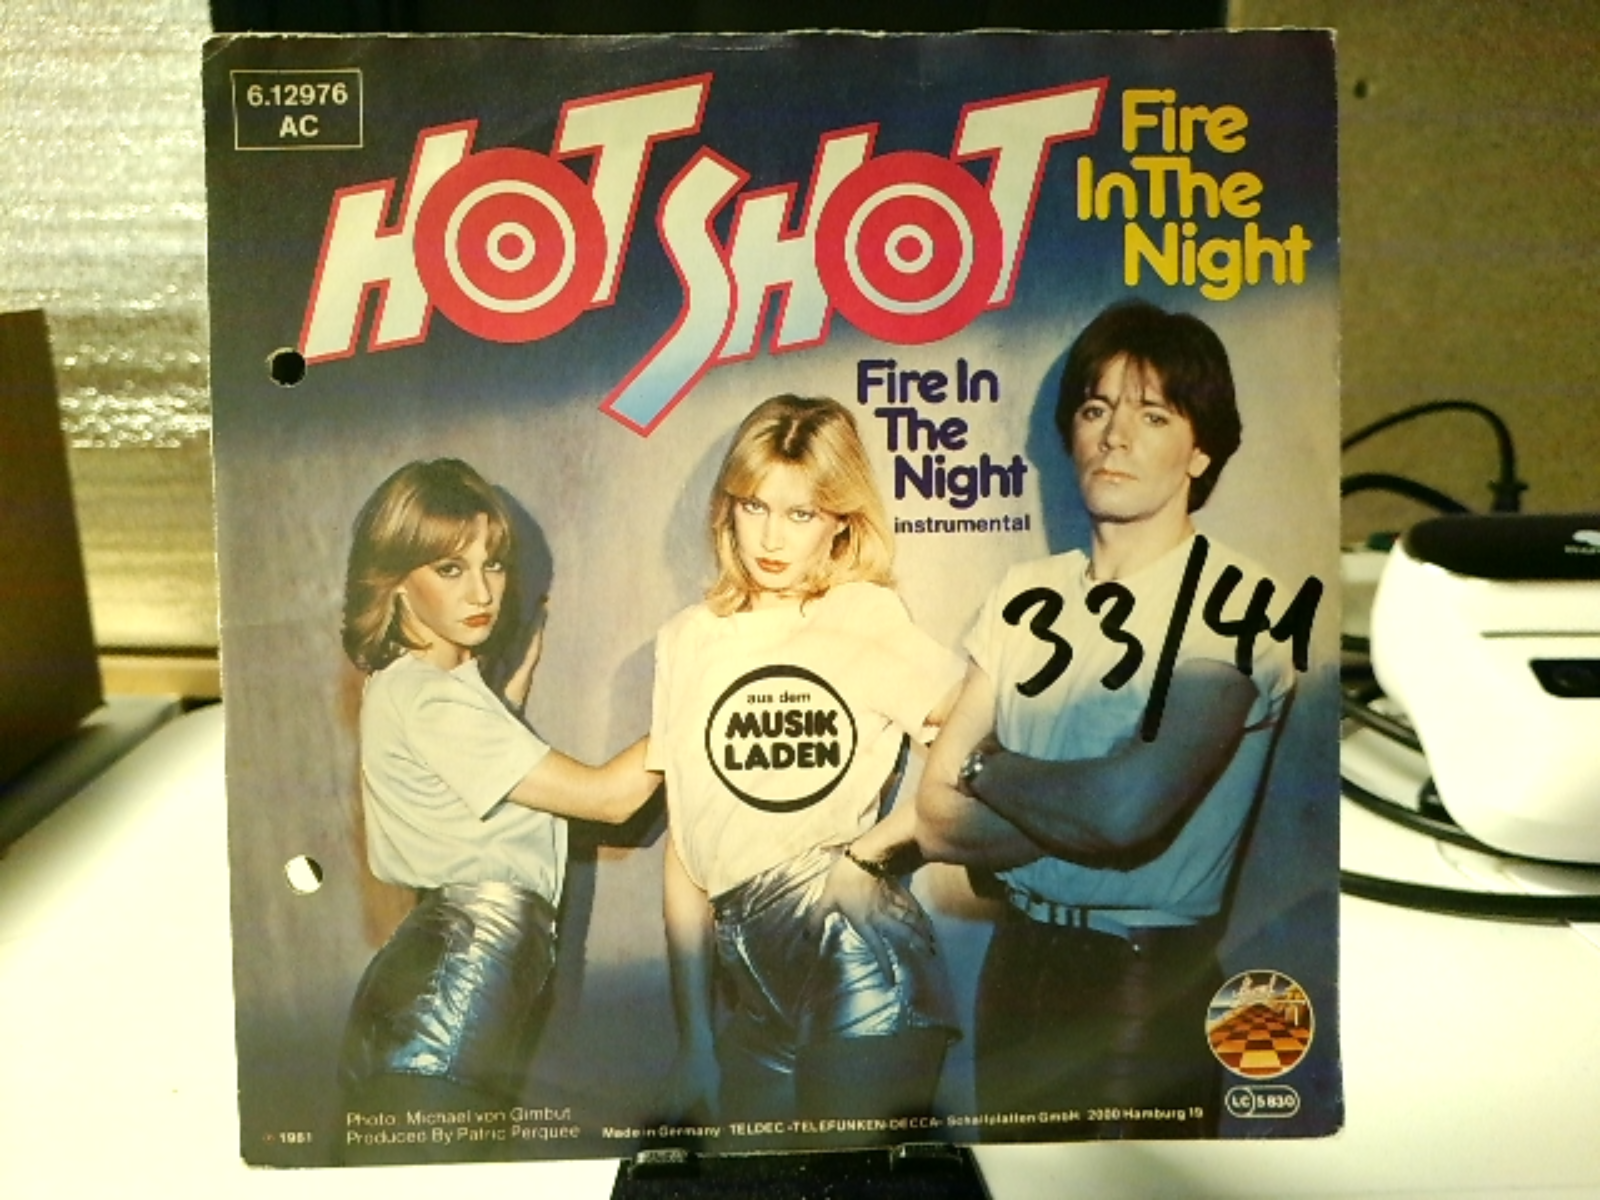 6.12976
AC
HOT SHOT
Fire
In The
Night
Fire In
The
Night
instrumental
33/41
aus dem
MUSIK
LADEN
LC 5830
Photo: Michael von Gimbut
Produced By Patric Perquee
℗ 1981
Made in Germany · TELDEC »TELEFUNKEN-DECCA« Schallplatten GmbH · 2000 Hamburg 19